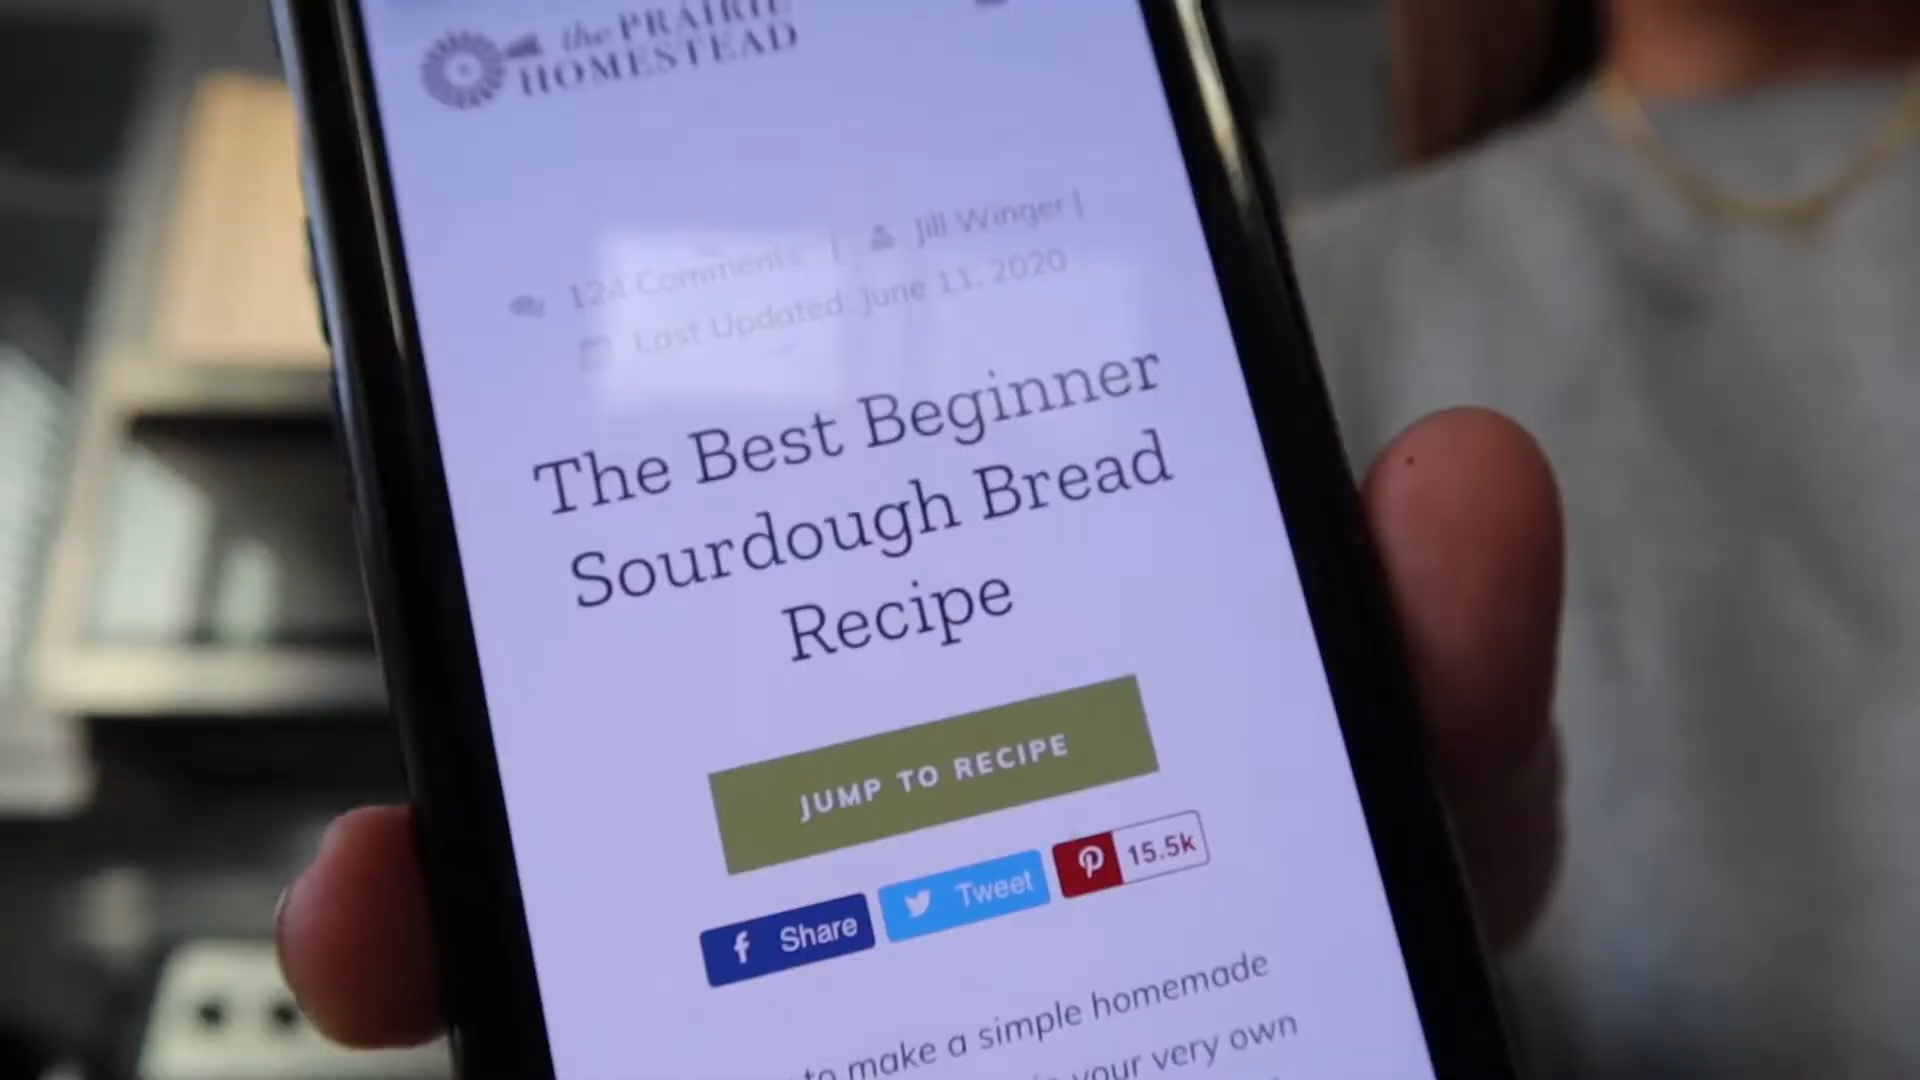 the PRAIRIE
HOMESTEAD
124 Comments | Jill Winger |
Last Updated: June 11, 2020
The Best Beginner
Sourdough Bread
Recipe
JUMP TO RECIPE
Share Tweet 15.5k
to make a simple homemade
your very own